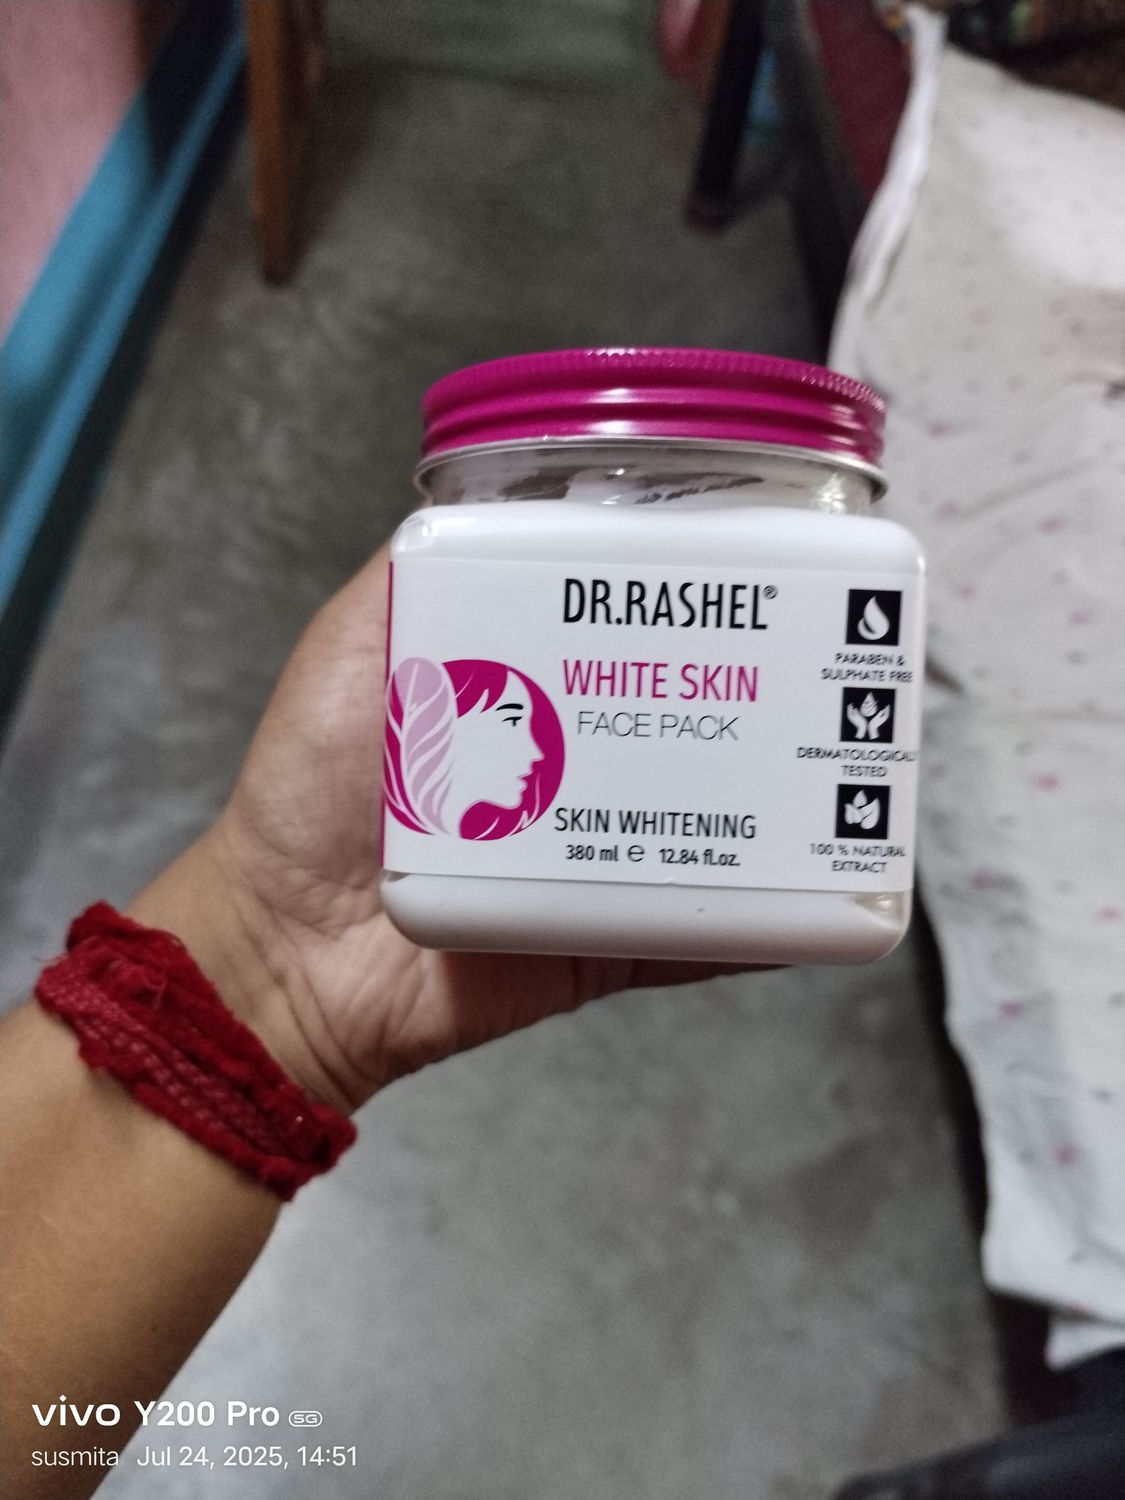 DR.RASHEL®
WHITE SKIN
FACE PACK
SKIN WHITENING
380 ml ℮ 12.84 fl.oz.
PARABEN &
SULPHATE FREE
DERMATOLOGICALLY
TESTED
100 % NATURAL
EXTRACT
vivo Y200 Pro 5G
susmita Jul 24, 2025, 14:51